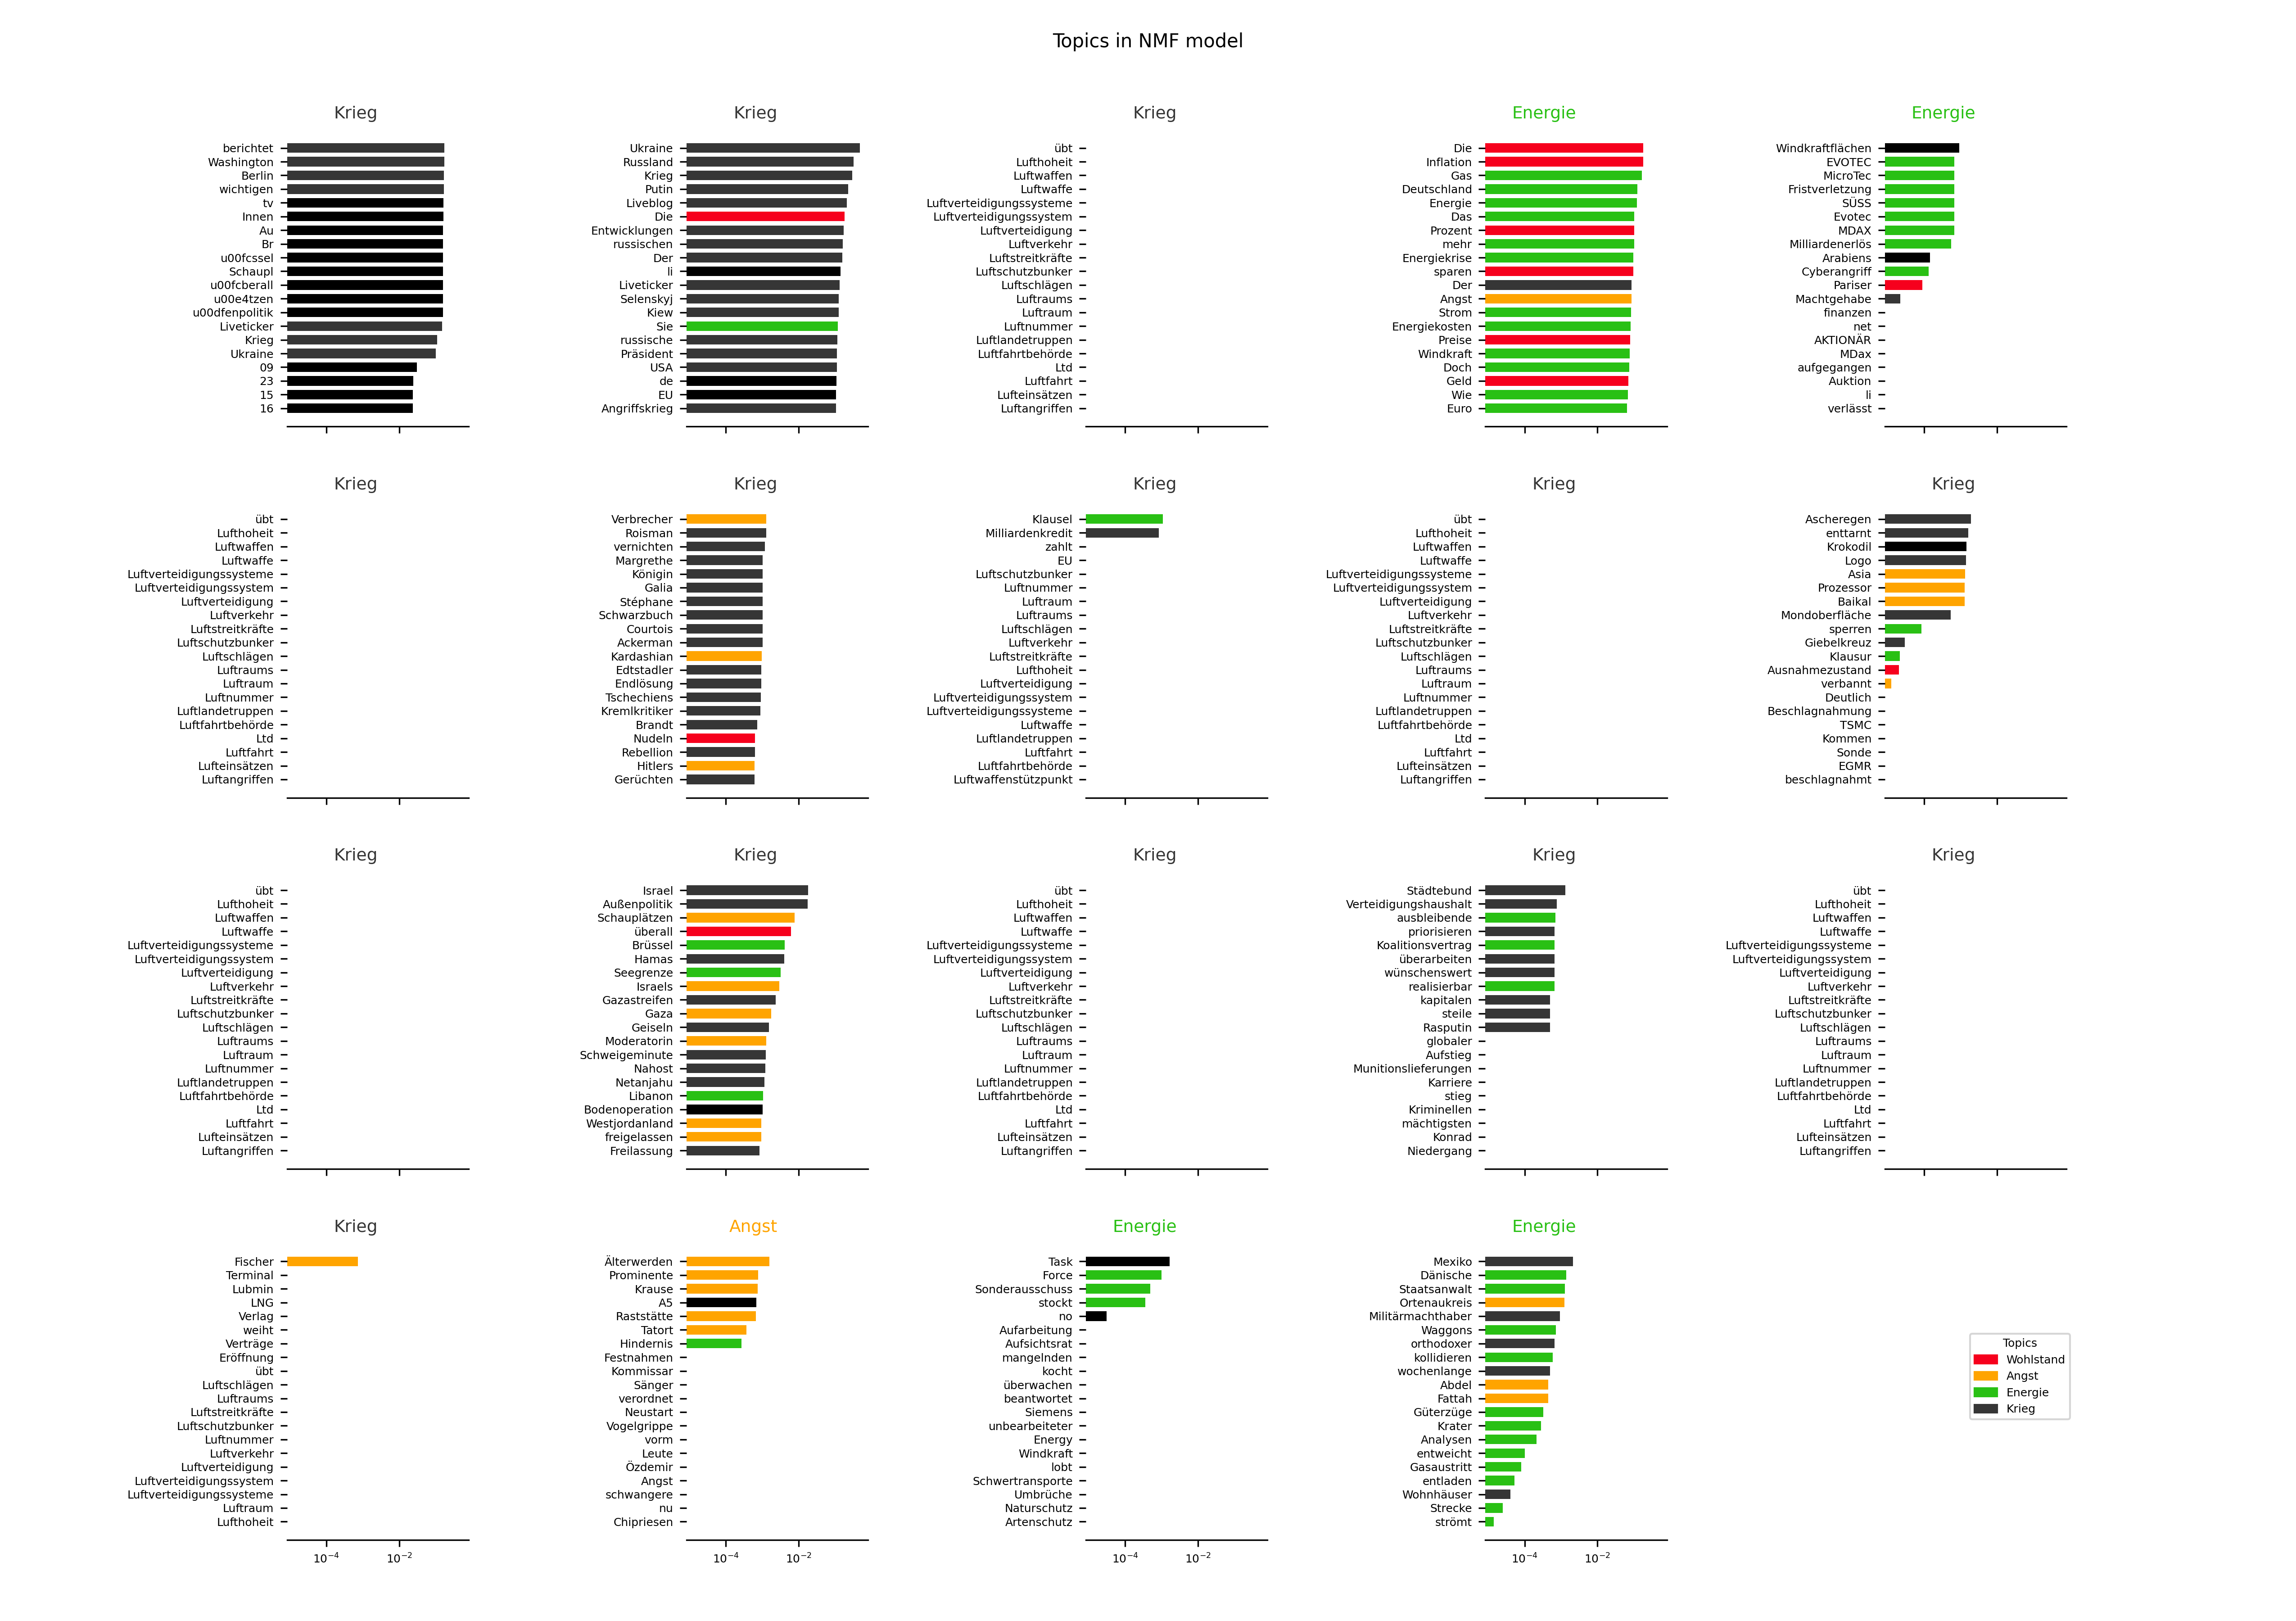 Topics in NMF model
Krieg
berichtet
Washington
Berlin
wichtigen
tv
Innen
Au
Br
u00fcssel
Schaupl
u00fcberall
u00e4tzen
u00dfenpolitik
Liveticker
Krieg
Ukraine
09
23
15
16
Krieg
Ukraine
Russland
Krieg
Putin
Liveblog
Die
Entwicklungen
russischen
Der
li
Liveticker
Selenskyj
Kiew
Sie
russische
Präsident
USA
de
EU
Angriffskrieg
Krieg
übt
Lufthoheit
Luftwaffen
Luftwaffe
Luftverteidigungssysteme
Luftverteidigungssystem
Luftverteidigung
Luftverkehr
Luftstreitkräfte
Luftschutzbunker
Luftschlägen
Luftraums
Luftraum
Luftnummer
Luftlandetruppen
Luftfahrtbehörde
Ltd
Luftfahrt
Lufteinsätzen
Luftangriffen
Energie
Die
Inflation
Gas
Deutschland
Energie
Das
Prozent
mehr
Energiekrise
sparen
Der
Angst
Strom
Energiekosten
Preise
Windkraft
Doch
Geld
Wie
Euro
Energie
Windkraftflächen
EVOTEC
MicroTec
Fristverletzung
SÜSS
Evotec
MDAX
Milliardenerlös
Arabiens
Cyberangriff
Pariser
Machtgehabe
finanzen
net
AKTIONÄR
MDax
aufgegangen
Auktion
li
verlässt
Krieg
übt
Lufthoheit
Luftwaffen
Luftwaffe
Luftverteidigungssysteme
Luftverteidigungssystem
Luftverteidigung
Luftverkehr
Luftstreitkräfte
Luftschutzbunker
Luftschlägen
Luftraums
Luftraum
Luftnummer
Luftlandetruppen
Luftfahrtbehörde
Ltd
Luftfahrt
Lufteinsätzen
Luftangriffen
Krieg
Verbrecher
Roisman
vernichten
Margrethe
Königin
Galia
Stéphane
Schwarzbuch
Courtois
Ackerman
Kardashian
Edtstadler
Endlösung
Tschechiens
Kremlkritiker
Brandt
Nudeln
Rebellion
Hitlers
Gerüchten
Krieg
Klausel
Milliardenkredit
zahlt
EU
Luftschutzbunker
Luftnummer
Luftraum
Luftraums
Luftschlägen
Luftverkehr
Luftstreitkräfte
Lufthoheit
Luftverteidigung
Luftverteidigungssystem
Luftverteidigungssysteme
Luftwaffe
Luftlandetruppen
Luftfahrt
Luftfahrtbehörde
Luftwaffenstützpunkt
Krieg
übt
Lufthoheit
Luftwaffen
Luftwaffe
Luftverteidigungssysteme
Luftverteidigungssystem
Luftverteidigung
Luftverkehr
Luftstreitkräfte
Luftschutzbunker
Luftschlägen
Luftraums
Luftraum
Luftnummer
Luftlandetruppen
Luftfahrtbehörde
Ltd
Luftfahrt
Lufteinsätzen
Luftangriffen
Krieg
Ascheregen
enttarnt
Krokodil
Logo
Asia
Prozessor
Baikal
Mondoberfläche
sperren
Giebelkreuz
Klausur
Ausnahmezustand
verbannt
Deutlich
Beschlagnahmung
TSMC
Kommen
Sonde
EGMR
beschlagnahmt
Krieg
übt
Lufthoheit
Luftwaffen
Luftwaffe
Luftverteidigungssysteme
Luftverteidigungssystem
Luftverteidigung
Luftverkehr
Luftstreitkräfte
Luftschutzbunker
Luftschlägen
Luftraums
Luftraum
Luftnummer
Luftlandetruppen
Luftfahrtbehörde
Ltd
Luftfahrt
Lufteinsätzen
Luftangriffen
Krieg
Israel
Außenpolitik
Schauplätzen
überall
Brüssel
Hamas
Seegrenze
Israels
Gazastreifen
Gaza
Geiseln
Moderatorin
Schweigeminute
Nahost
Netanjahu
Libanon
Bodenoperation
Westjordanland
freigelassen
Freilassung
Krieg
übt
Lufthoheit
Luftwaffen
Luftwaffe
Luftverteidigungssysteme
Luftverteidigungssystem
Luftverteidigung
Luftverkehr
Luftstreitkräfte
Luftschutzbunker
Luftschlägen
Luftraums
Luftraum
Luftnummer
Luftlandetruppen
Luftfahrtbehörde
Ltd
Luftfahrt
Lufteinsätzen
Luftangriffen
Krieg
Städtebund
Verteidigungshaushalt
ausbleibende
priorisieren
Koalitionsvertrag
überarbeiten
wünschenswert
realisierbar
kapitalen
steile
Rasputin
globaler
Aufstieg
Munitionslieferungen
Karriere
stieg
Kriminellen
mächtigsten
Konrad
Niedergang
Krieg
übt
Lufthoheit
Luftwaffen
Luftwaffe
Luftverteidigungssysteme
Luftverteidigungssystem
Luftverteidigung
Luftverkehr
Luftstreitkräfte
Luftschutzbunker
Luftschlägen
Luftraums
Luftraum
Luftnummer
Luftlandetruppen
Luftfahrtbehörde
Ltd
Luftfahrt
Lufteinsätzen
Luftangriffen
Krieg
Fischer
Terminal
Lubmin
LNG
Verlag
weiht
Verträge
Eröffnung
übt
Luftschlägen
Luftraums
Luftstreitkräfte
Luftschutzbunker
Luftnummer
Luftverkehr
Luftverteidigung
Luftverteidigungssystem
Luftverteidigungssysteme
Luftraum
Lufthoheit
10⁻⁴ 10⁻²
Angst
Älterwerden
Prominente
Krause
A5
Raststätte
Tatort
Hindernis
Festnahmen
Kommissar
Sänger
verordnet
Neustart
Vogelgrippe
vorm
Leute
Özdemir
Angst
schwangere
nu
Chipriesen
10⁻⁴ 10⁻²
Energie
Task
Force
Sonderausschuss
stockt
no
Aufarbeitung
Aufsichtsrat
mangelnden
kocht
überwachen
beantwortet
Siemens
unbearbeiteter
Energy
Windkraft
lobt
Schwertransporte
Umbrüche
Naturschutz
Artenschutz
10⁻⁴ 10⁻²
Energie
Mexiko
Dänische
Staatsanwalt
Ortenaukreis
Militärmachthaber
Waggons
orthodoxer
kollidieren
wochenlange
Abdel
Fattah
Güterzüge
Krater
Analysen
entweicht
Gasaustritt
entladen
Wohnhäuser
Strecke
strömt
10⁻⁴ 10⁻²
Topics
Wohlstand
Angst
Energie
Krieg